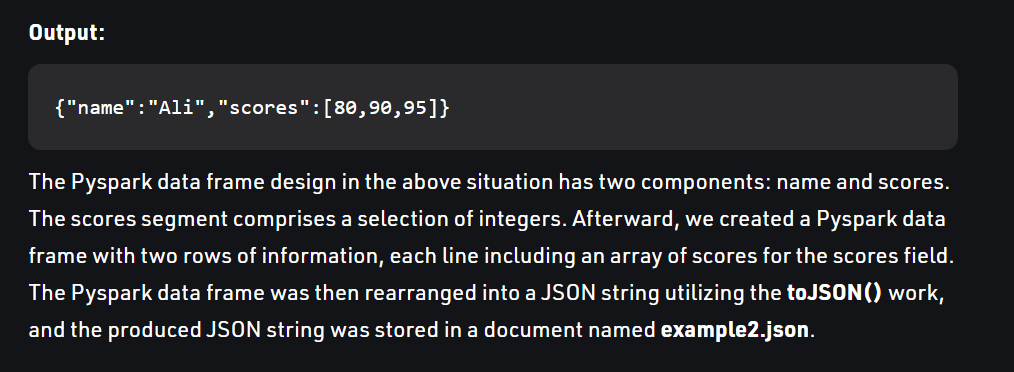 Output:
{"name":"Ali","scores":[80,90,95]}
The Pyspark data frame design in the above situation has two components: name and scores.
The scores segment comprises a selection of integers. Afterward, we created a Pyspark data
frame with two rows of information, each line including an array of scores for the scores field.
The Pyspark data frame was then rearranged into a JSON string utilizing the toJSON() work,
and the produced JSON string was stored in a document named example2.json.